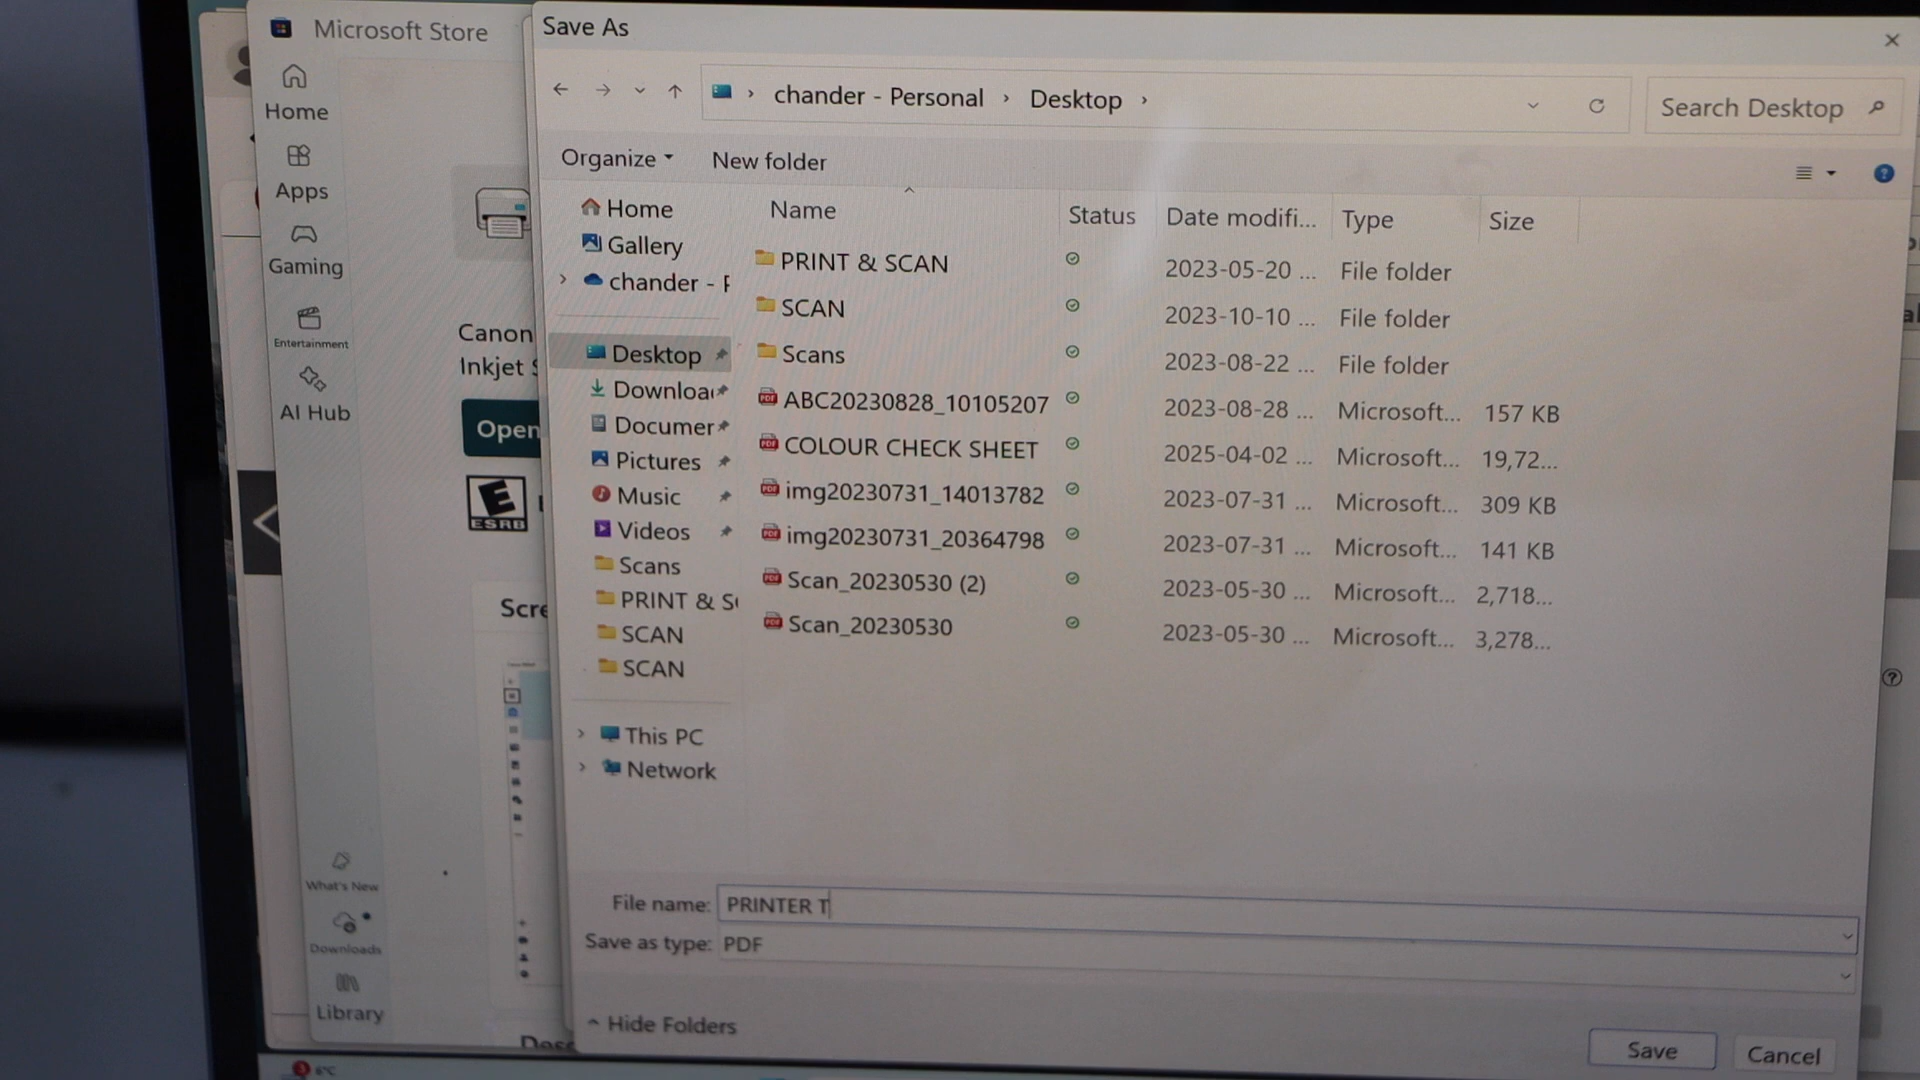 Microsoft Store
Home
Apps
Gaming
Entertainment
AI Hub
What's New
Downloads
Library
Canon
Inkjet
Open
ESRB
Scre
Save As
chander - Personal › Desktop ›
Search Desktop
Organize
New folder
Home
Gallery
chander - P
Desktop
Downloa
Documer
Pictures
Music
Videos
Scans
PRINT & S
SCAN
SCAN
This PC
Network
Name Status Date modifi... Type Size
PRINT & SCAN 2023-05-20 ... File folder
SCAN 2023-10-10 ... File folder
Scans 2023-08-22 ... File folder
ABC20230828_10105207 2023-08-28 ... Microsoft... 157 KB
COLOUR CHECK SHEET 2025-04-02 ... Microsoft... 19,72...
img20230731_14013782 2023-07-31 ... Microsoft... 309 KB
img20230731_20364798 2023-07-31 ... Microsoft... 141 KB
Scan_20230530 (2) 2023-05-30 ... Microsoft... 2,718...
Scan_20230530 2023-05-30 ... Microsoft... 3,278...
File name: PRINTER T
Save as type: PDF
Hide Folders
Save
Cancel
6°C